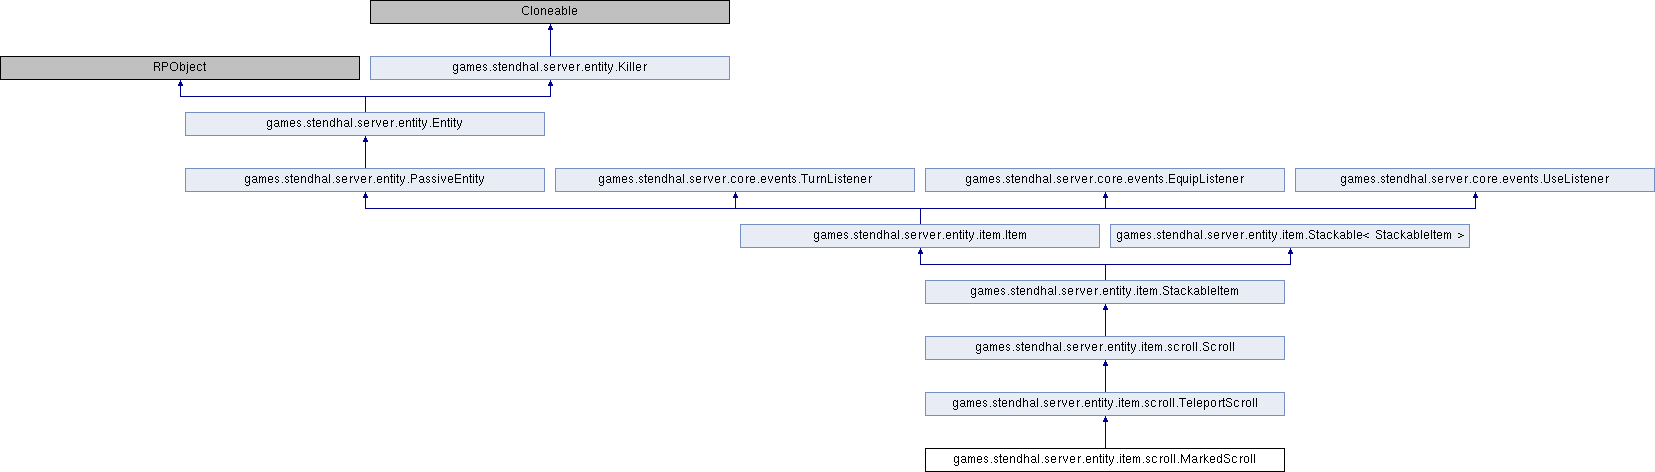 Cloneable
RPObject
games.stendhal.server.entity.Killer
games.stendhal.server.entity.Entity
games.stendhal.server.entity.PassiveEntity
games.stendhal.server.core.events.TurnListener
games.stendhal.server.core.events.EquipListener
games.stendhal.server.core.events.UseListener
games.stendhal.server.entity.item.Item
games.stendhal.server.entity.item.Stackable< StackableItem >
games.stendhal.server.entity.item.StackableItem
games.stendhal.server.entity.item.scroll.Scroll
games.stendhal.server.entity.item.scroll.TeleportScroll
games.stendhal.server.entity.item.scroll.MarkedScroll